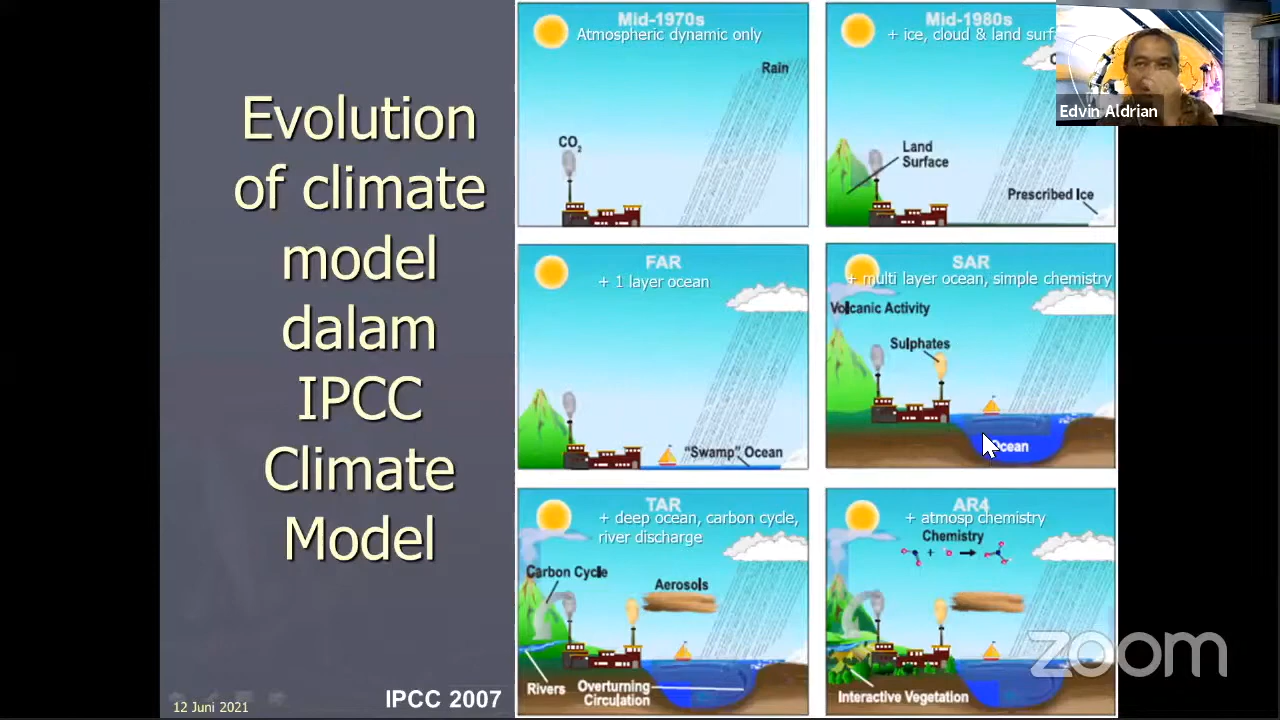 Evolution
of climate
model
dalam
IPCC
Climate
Model
IPCC 2007
12 Juni 2021
Mid-1970s
Atmospheric dynamic only
Rain
CO2
Mid-1980s
+ ice, cloud & land
Land
Surface
Prescribed Ice
Edvin Aldrian
FAR
+ 1 layer ocean
"Swamp" Ocean
SAR
+ multi layer ocean, simple chemistry
Volcanic Activity
Sulphates
Ocean
TAR
+ deep ocean, carbon cycle,
river discharge
Carbon Cycle
Aerosols
Rivers
Overturning
Circulation
AR4
+ atmosp chemistry
Chemistry
+
Interactive Vegetation
zoom